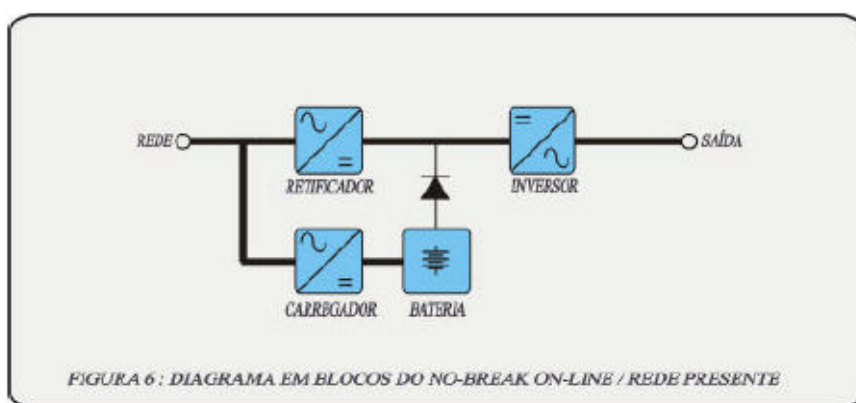 REDE
SAÍDA
RETIFICADOR
INVERSOR
CARREGADOR
BATERIA
FIGURA 6 : DIAGRAMA EM BLOCOS DO NO-BREAK ON-LINE / REDE PRESENTE